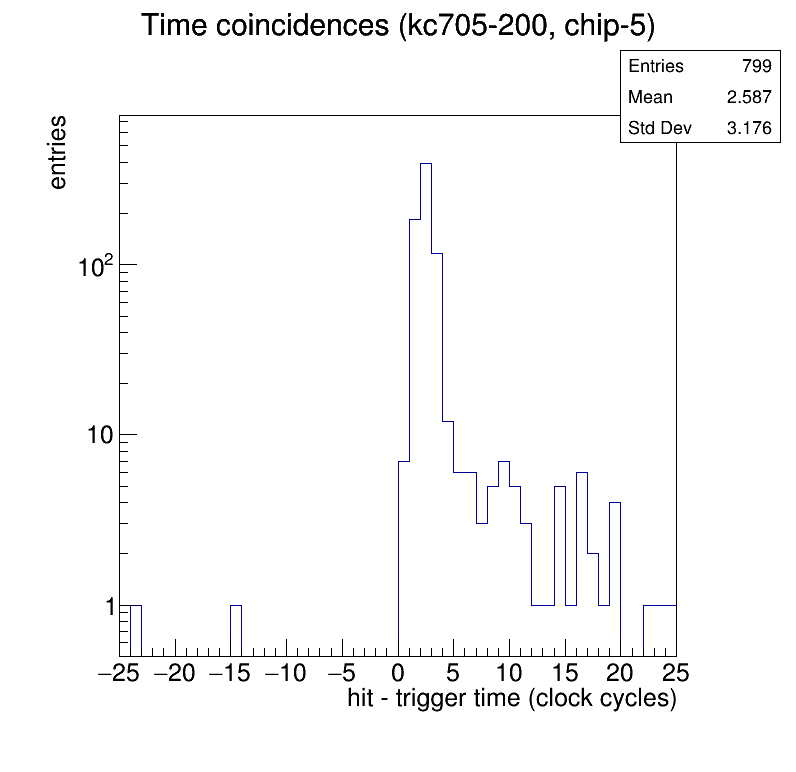 Time coincidences (kc705-200, chip-5)
Entries 799
Mean 2.587
Std Dev 3.176
entries
10²
10
1
−25 −20 −15 −10 −5 0 5 10 15 20 25
hit - trigger time (clock cycles)